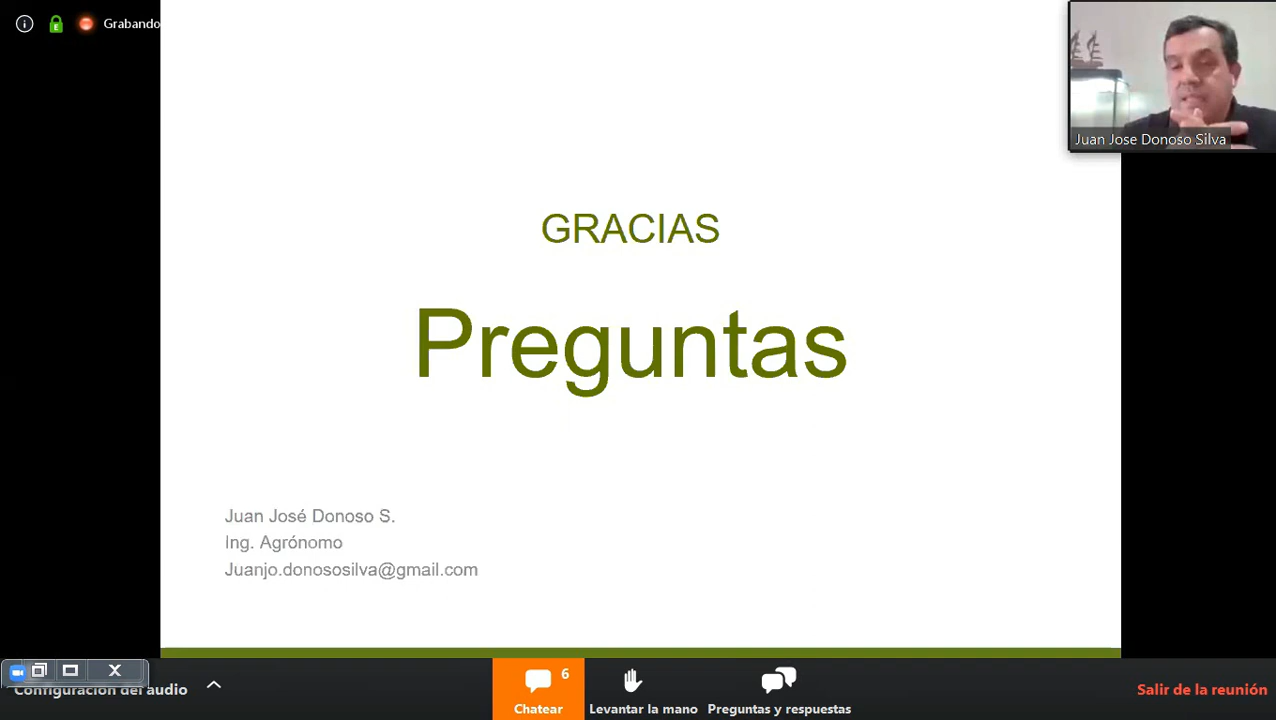 Grabando
Juan Jose Donoso Silva
GRACIAS
Preguntas
Juan José Donoso S.
Ing. Agrónomo
Juanjo.donososilva@gmail.com
Configuración del audio
6
Chatear
Levantar la mano
Preguntas y respuestas
Salir de la reunión